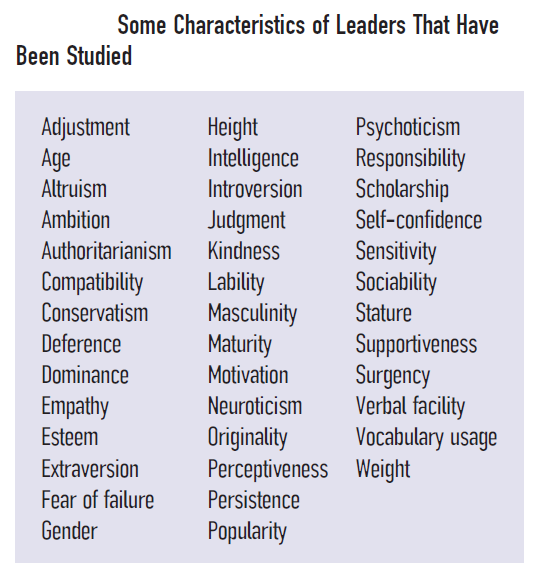 Some Characteristics of Leaders That Have
Been Studied
Adjustment
Age
Altruism
Ambition
Authoritarianism
Compatibility
Conservatism
Deference
Dominance
Empathy
Esteem
Extraversion
Fear of failure
Gender
Height
Intelligence
Introversion
Judgment
Kindness
Lability
Masculinity
Maturity
Motivation
Neuroticism
Originality
Perceptiveness
Persistence
Popularity
Psychoticism
Responsibility
Scholarship
Self-confidence
Sensitivity
Sociability
Stature
Supportiveness
Surgency
Verbal facility
Vocabulary usage
Weight